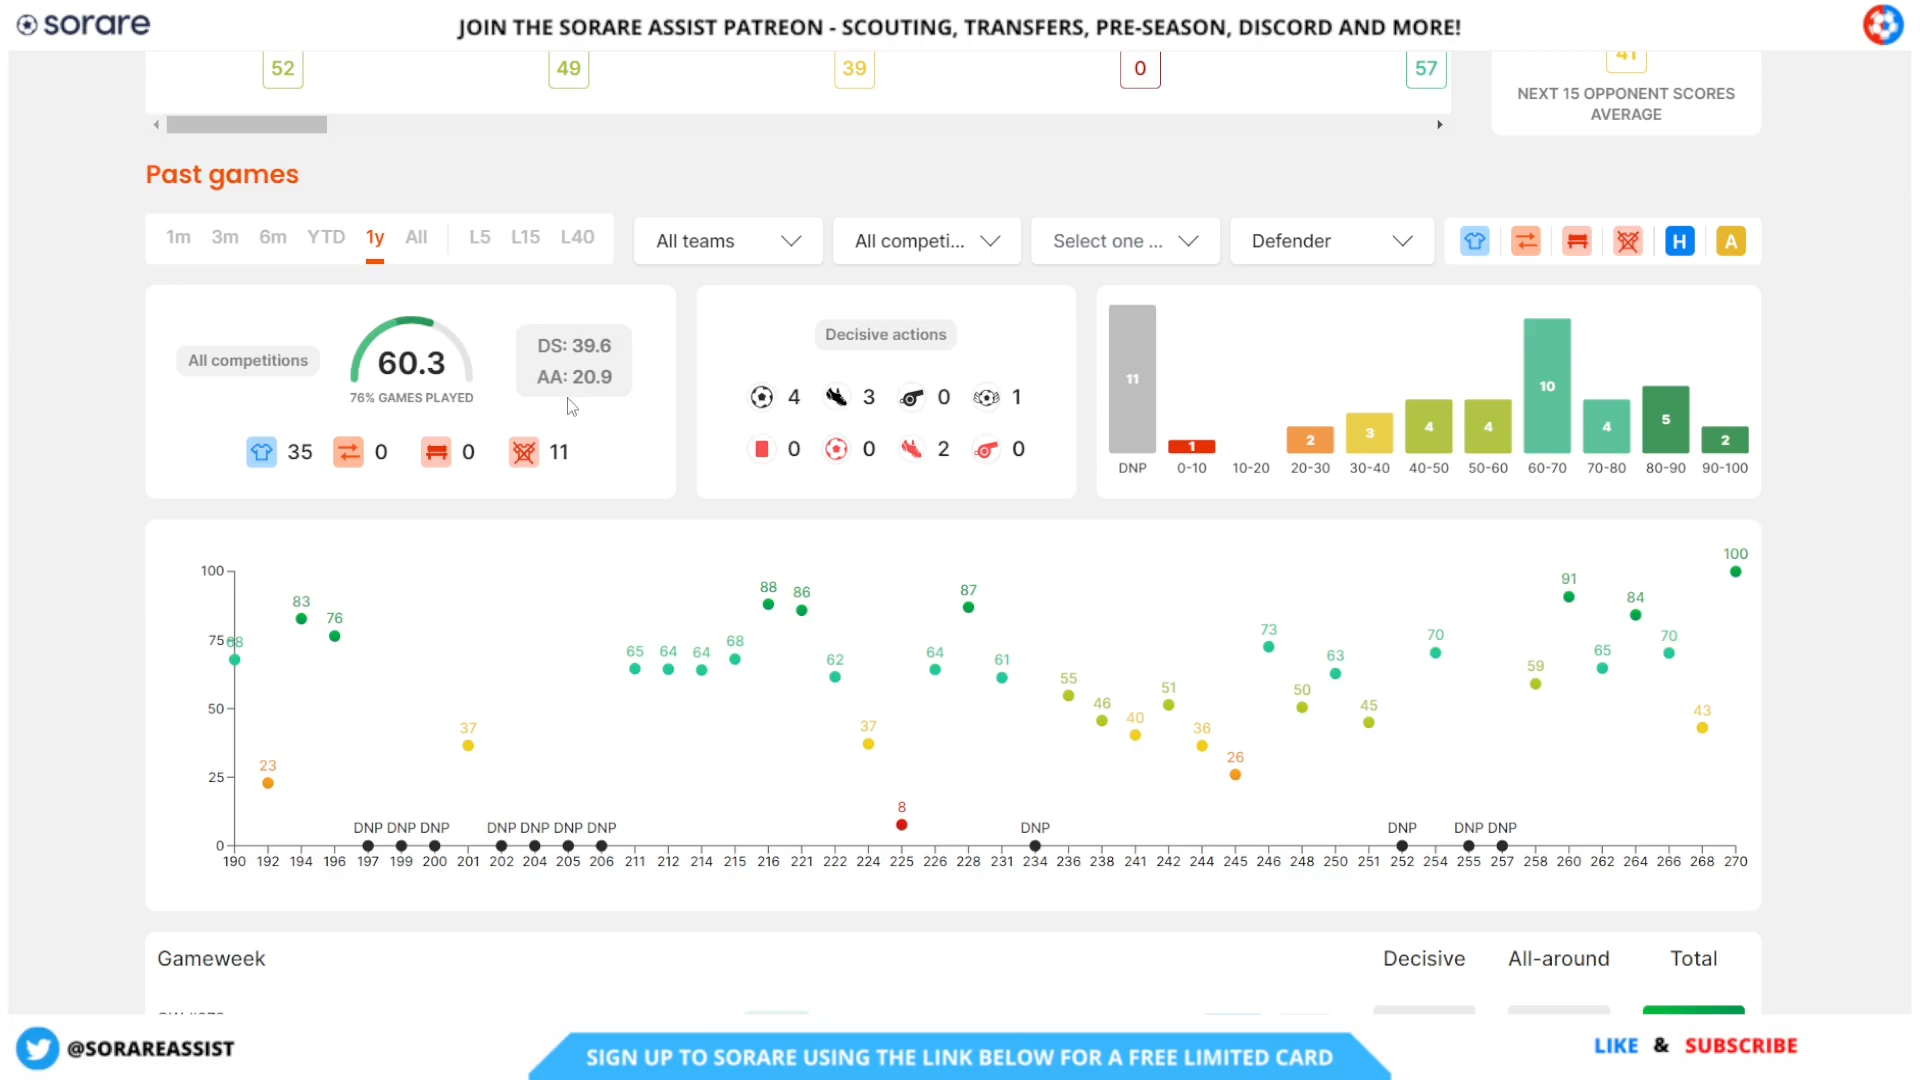 sorare
JOIN THE SORARE ASSIST PATREON - SCOUTING, TRANSFERS, PRE-SEASON, DISCORD AND MORE!
52 49 39 0 57 41
NEXT 15 OPPONENT SCORES
AVERAGE
Past games
1m 3m 6m YTD 1y All L5 L15 L40 All teams All competi... Select one ... Defender H A
All competitions
60.3
76% GAMES PLAYED
DS: 39.6
AA: 20.9
35 0 0 11
Decisive actions
4 3 0 1
0 0 2 0
11 1 2 3 4 4 10 4 5 2
DNP 0-10 10-20 20-30 30-40 40-50 50-60 60-70 70-80 80-90 90-100
100
75
50
25
0
68 23 83 76 DNP DNP DNP 37 DNP DNP DNP DNP 65 64 64 68 88 86 62 37 8 64 87 61 DNP 55 46 40 51 36 26 73 50 63 45 DNP 70 DNP DNP 59 91 65 84 70 43 100
190 192 194 196 197 199 200 201 202 204 205 206 211 212 214 215 216 221 222 224 225 226 228 231 234 236 238 241 242 244 245 246 248 250 251 252 254 255 257 258 260 262 264 266 268 270
Gameweek Decisive All-around Total
@SORAREASSIST
SIGN UP TO SORARE USING THE LINK BELOW FOR A FREE LIMITED CARD
LIKE & SUBSCRIBE